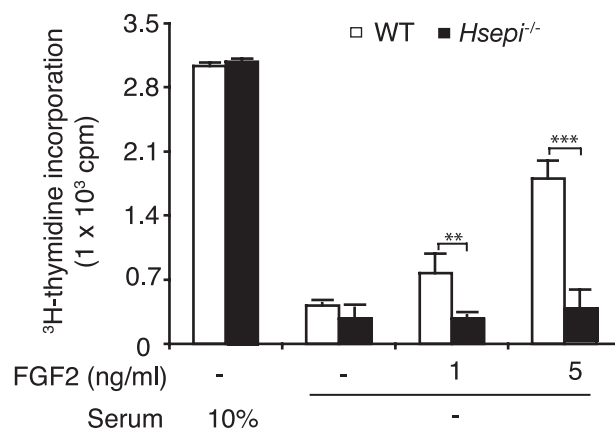 3.5
□ WT ■ Hsepi-/-
2.8
2.1
1.4
0.7
0
³H-thymidine incorporation
(1 x 10³ cpm)
**
***
FGF2 (ng/ml) - - 1 5
Serum 10% -